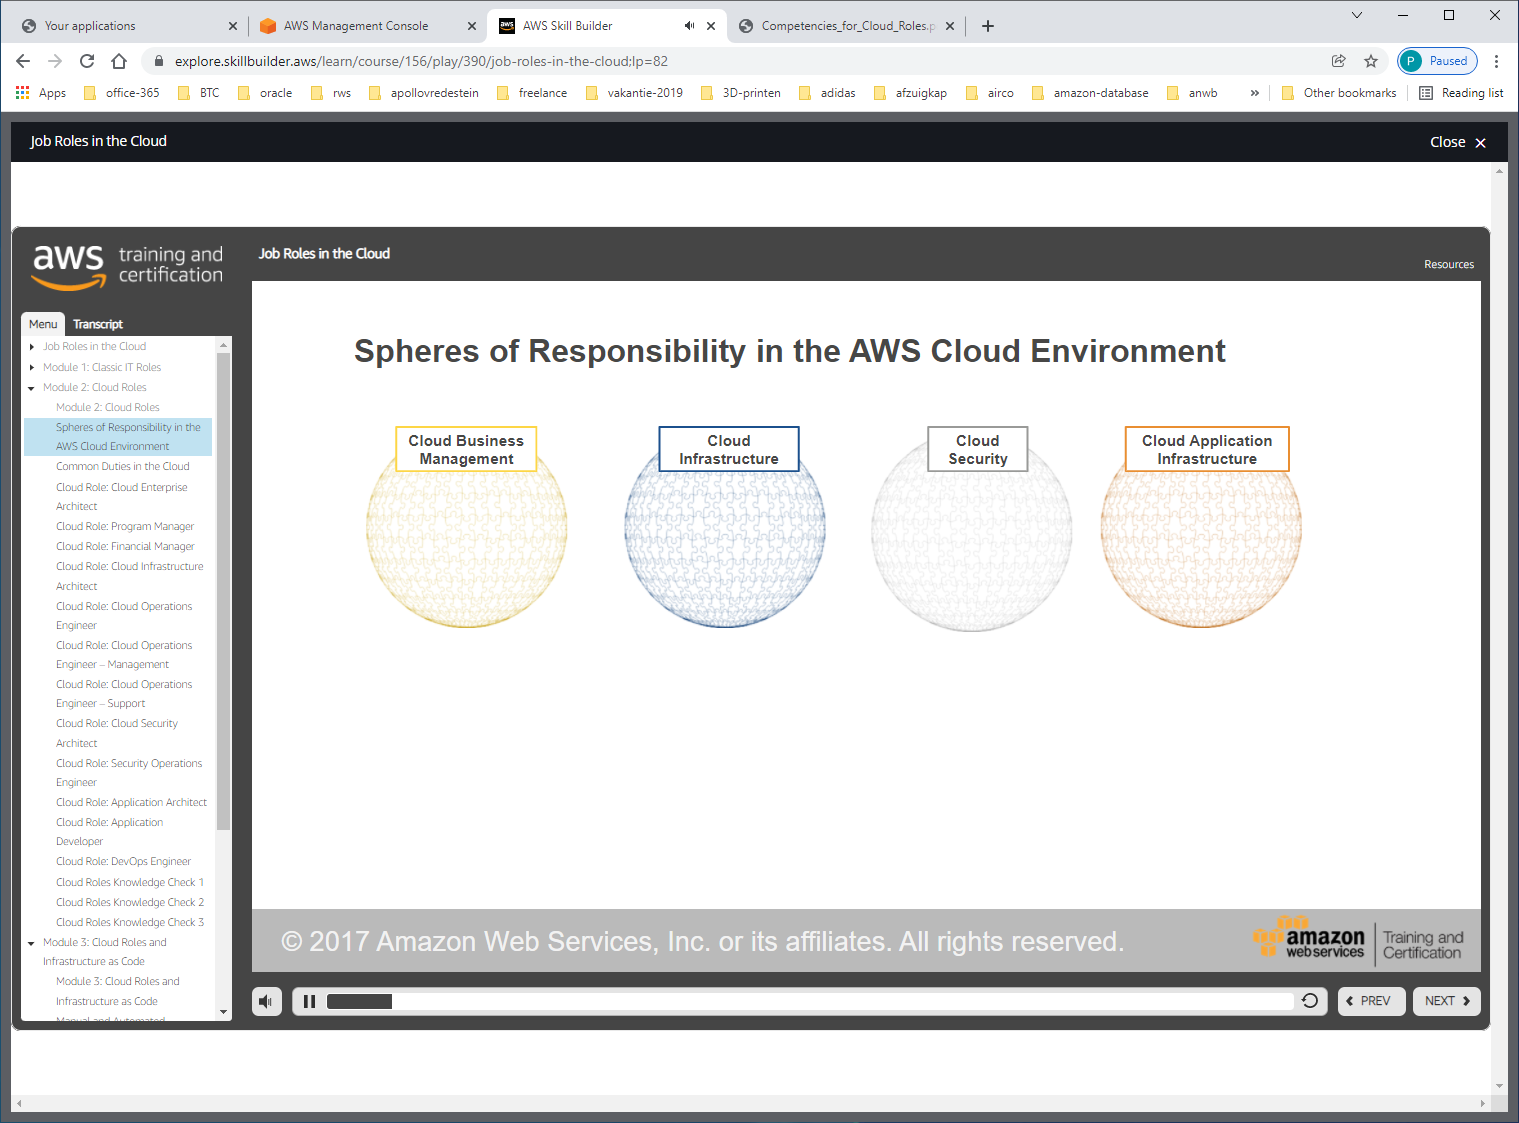 Your applications
AWS Management Console
aws
AWS Skill Builder
Competencies_for_Cloud_Roles.p
explore.skillbuilder.aws/learn/course/156/play/390/job-roles-in-the-cloud;lp=82
P Paused
Apps office-365 BTC oracle rws apollovredestein freelance vakantie-2019 3D-printen adidas afzuigkap airco amazon-database anwb » Other bookmarks Reading list
Job Roles in the Cloud
Close
aws training and
certification
Job Roles in the Cloud
Resources
Menu Transcript
Job Roles in the Cloud
Module 1: Classic IT Roles
Module 2: Cloud Roles
Module 2: Cloud Roles
Spheres of Responsibility in the
AWS Cloud Environment
Common Duties in the Cloud
Cloud Role: Cloud Enterprise
Architect
Cloud Role: Program Manager
Cloud Role: Financial Manager
Cloud Role: Cloud Infrastructure
Architect
Cloud Role: Cloud Operations
Engineer
Cloud Role: Cloud Operations
Engineer – Management
Cloud Role: Cloud Operations
Engineer – Support
Cloud Role: Cloud Security
Architect
Cloud Role: Security Operations
Engineer
Cloud Role: Application Architect
Cloud Role: Application
Developer
Cloud Role: DevOps Engineer
Cloud Roles Knowledge Check 1
Cloud Roles Knowledge Check 2
Cloud Roles Knowledge Check 3
Module 3: Cloud Roles and
Infrastructure as Code
Module 3: Cloud Roles and
Infrastructure as Code
Manual and Automated
Spheres of Responsibility in the AWS Cloud Environment
Cloud Business
Management
Cloud
Infrastructure
Cloud
Security
Cloud Application
Infrastructure
© 2017 Amazon Web Services, Inc. or its affiliates. All rights reserved.
amazon
webservices
Training and
Certification
PREV
NEXT